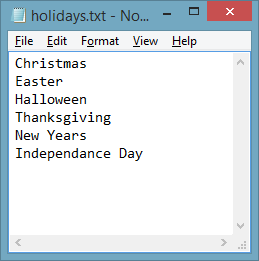 holidays.txt - No...
File Edit Format View Help
Christmas
Easter
Halloween
Thanksgiving
New Years
Independance Day